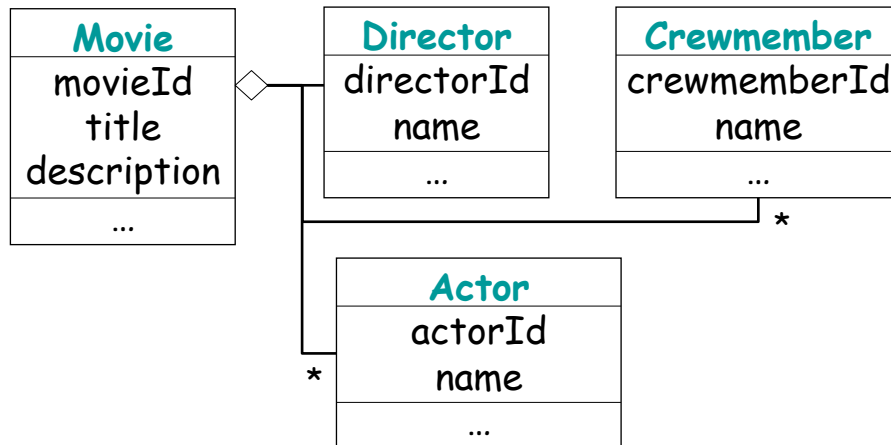 Movie
movieId
title
description
...
Director
directorId
name
...
Crewmember
crewmemberId
name
...
*
Actor
actorId
name
...
*